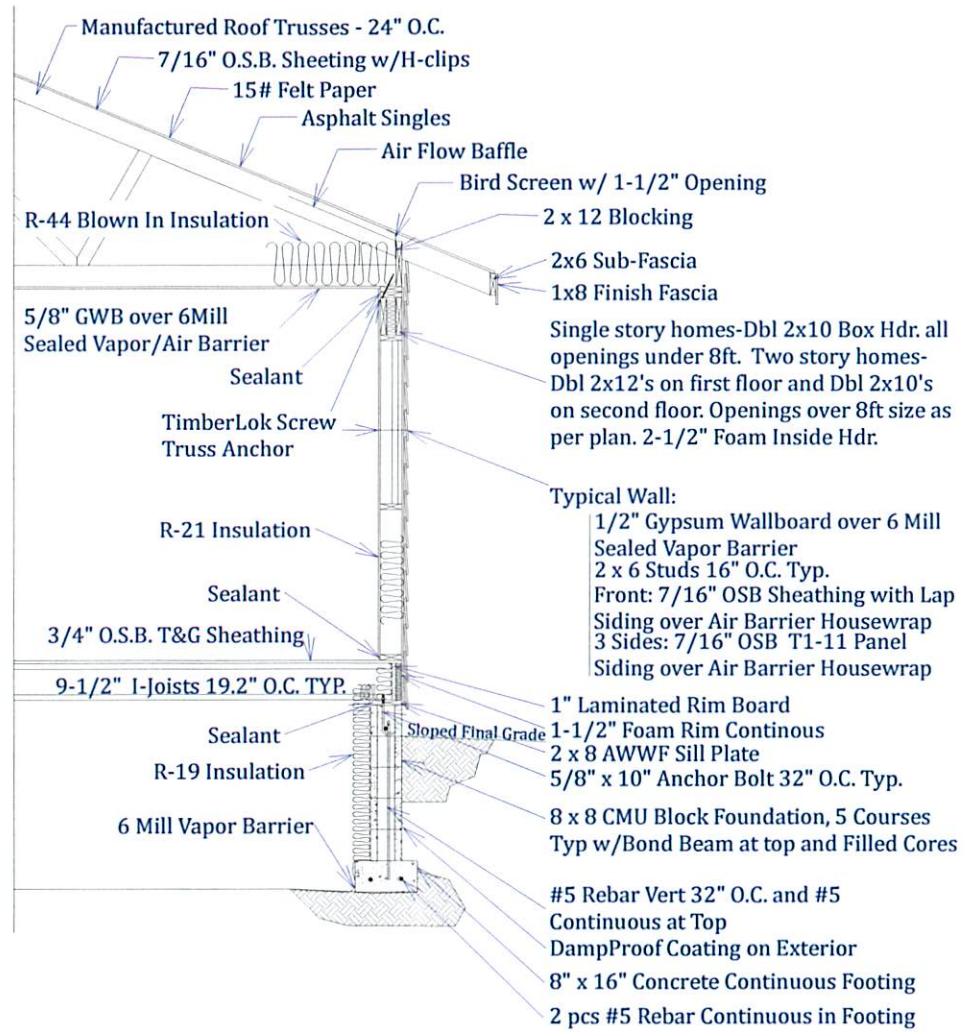 Manufactured Roof Trusses - 24" O.C.
7/16" O.S.B. Sheeting w/H-clips
15# Felt Paper
Asphalt Singles
Air Flow Baffle
Bird Screen w/ 1-1/2" Opening
R-44 Blown In Insulation
2 x 12 Blocking
2x6 Sub-Fascia
1x8 Finish Fascia
5/8" GWB over 6Mill
Sealed Vapor/Air Barrier
Sealant
TimberLok Screw
Truss Anchor
Single story homes-Dbl 2x10 Box Hdr. all
openings under 8ft. Two story homes-
Dbl 2x12's on first floor and Dbl 2x10's
on second floor. Openings over 8ft size as
per plan. 2-1/2" Foam Inside Hdr.
Typical Wall:
1/2" Gypsum Wallboard over 6 Mill
Sealed Vapor Barrier
2 x 6 Studs 16" O.C. Typ.
Front: 7/16" OSB Sheathing with Lap
Siding over Air Barrier Housewrap
3 Sides: 7/16" OSB T1-11 Panel
Siding over Air Barrier Housewrap
R-21 Insulation
Sealant
3/4" O.S.B. T&G Sheathing
9-1/2" I-Joists 19.2" O.C. TYP.
Sealant
R-19 Insulation
6 Mill Vapor Barrier
Sloped Final Grade
1" Laminated Rim Board
1-1/2" Foam Rim Continous
2 x 8 AWWF Sill Plate
5/8" x 10" Anchor Bolt 32" O.C. Typ.
8 x 8 CMU Block Foundation, 5 Courses
Typ w/Bond Beam at top and Filled Cores
#5 Rebar Vert 32" O.C. and #5
Continuous at Top
DampProof Coating on Exterior
8" x 16" Concrete Continuous Footing
2 pcs #5 Rebar Continuous in Footing